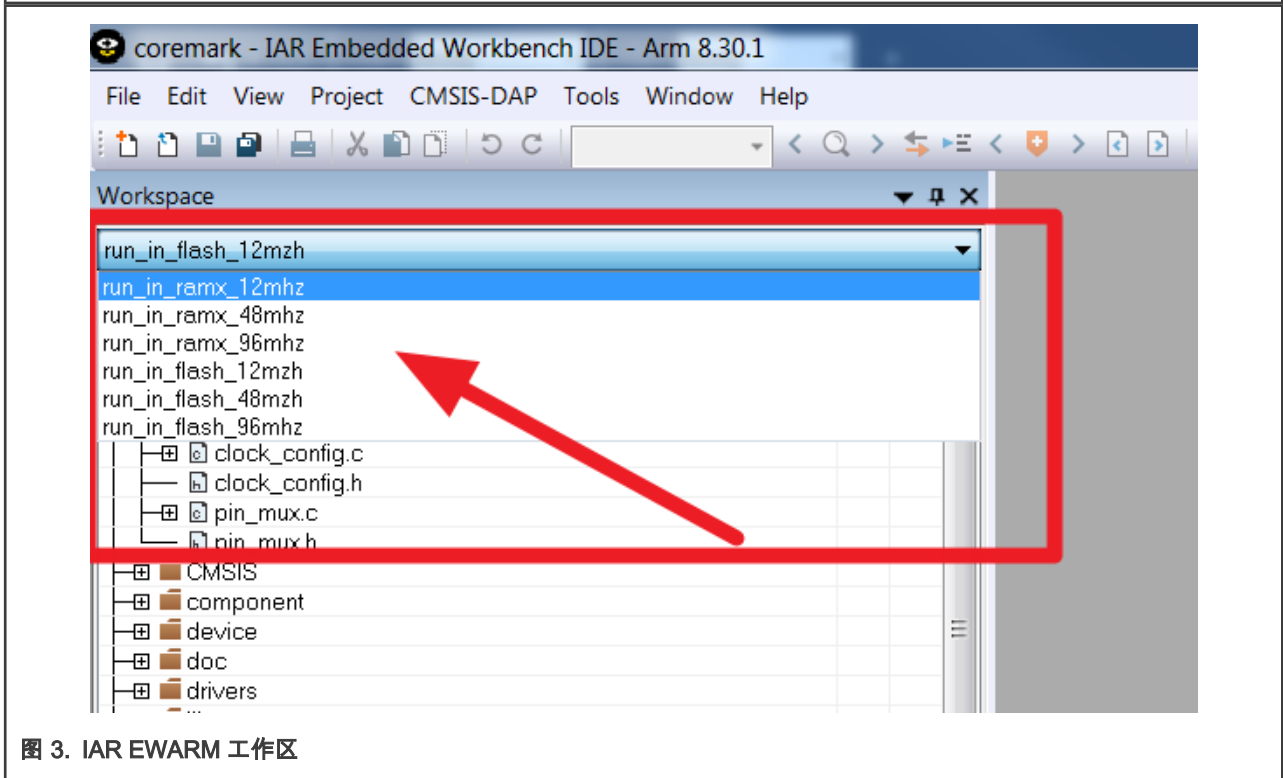 coremark - IAR Embedded Workbench IDE - Arm 8.30.1
File Edit View Project CMSIS-DAP Tools Window Help
Workspace
run_in_flash_12mzh
run_in_ramx_12mhz
run_in_ramx_48mhz
run_in_ramx_96mhz
run_in_flash_12mzh
run_in_flash_48mzh
run_in_flash_96mhz
clock_config.c
clock_config.h
pin_mux.c
pin_mux.h
CMSIS
component
device
doc
drivers
图 3. IAR EWARM 工作区